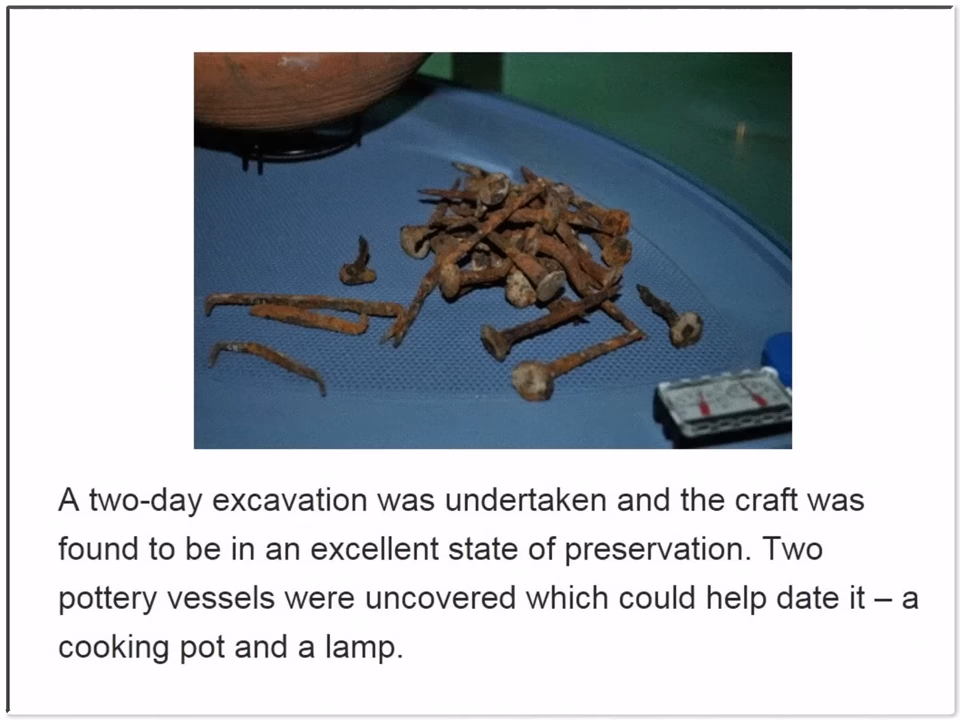 A two-day excavation was undertaken and the craft was
found to be in an excellent state of preservation. Two
pottery vessels were uncovered which could help date it – a
cooking pot and a lamp.